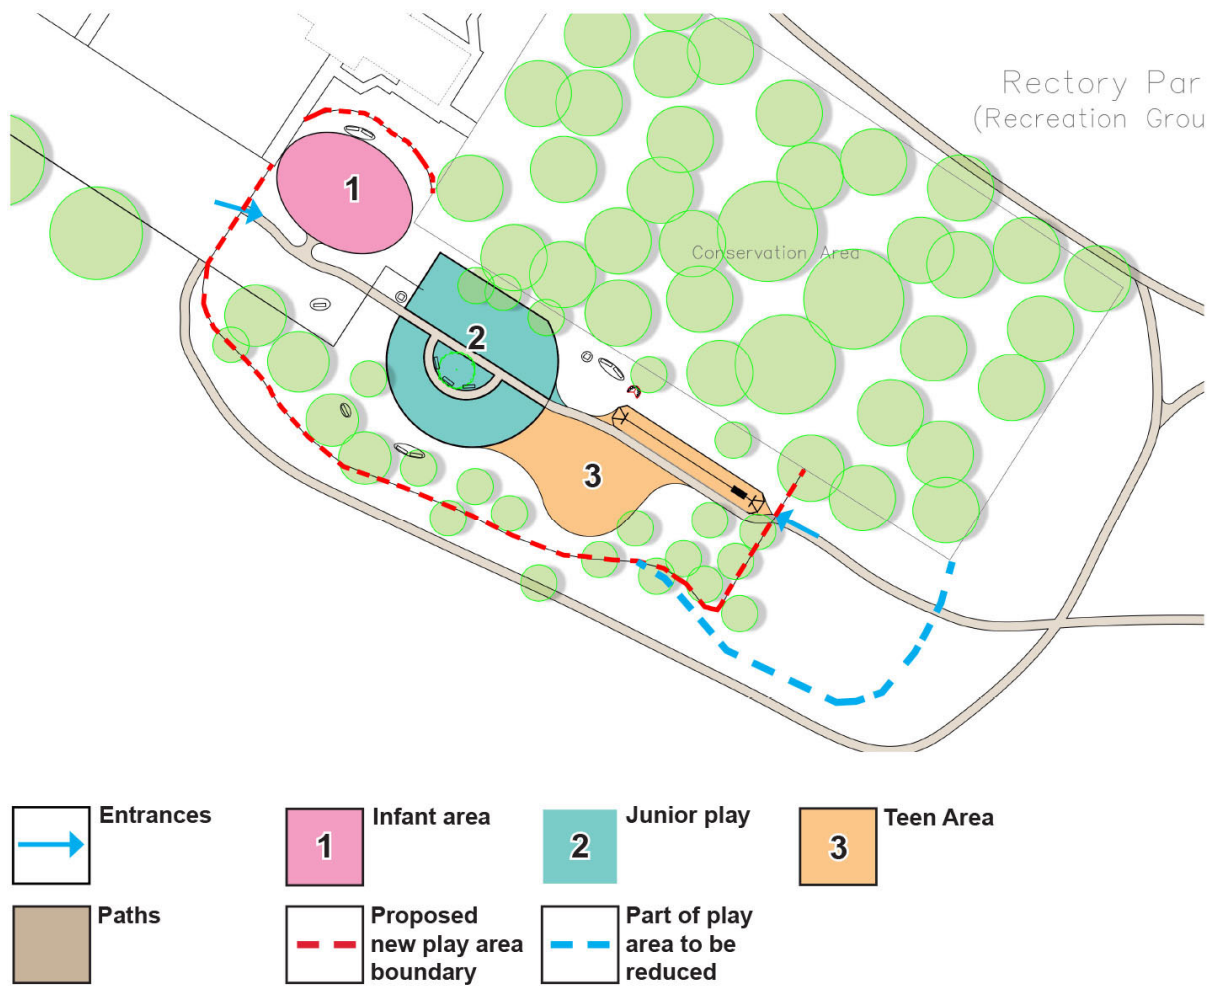 Rectory Par
(Recreation Grou
1
Conservation Area
2
3
Entrances
1
Infant area
2
Junior play
3
Teen Area
Paths
Proposed
new play area
boundary
Part of play
area to be
reduced